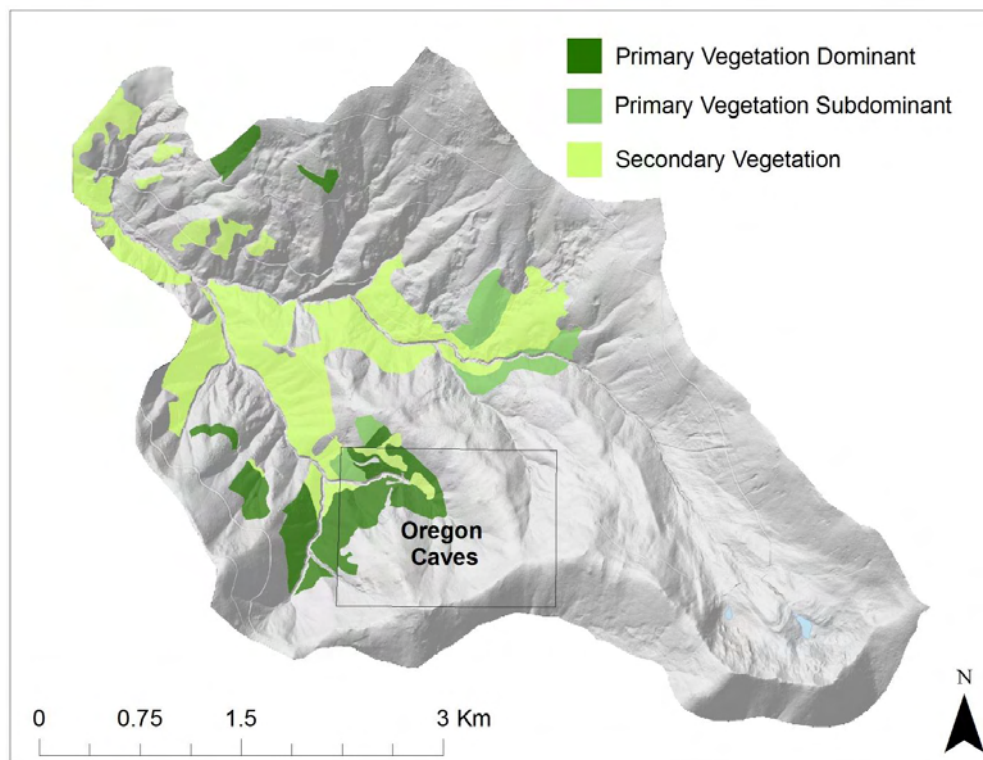 Primary Vegetation Dominant
Primary Vegetation Subdominant
Secondary Vegetation
Oregon
Caves
0 0.75 1.5 3 Km
N